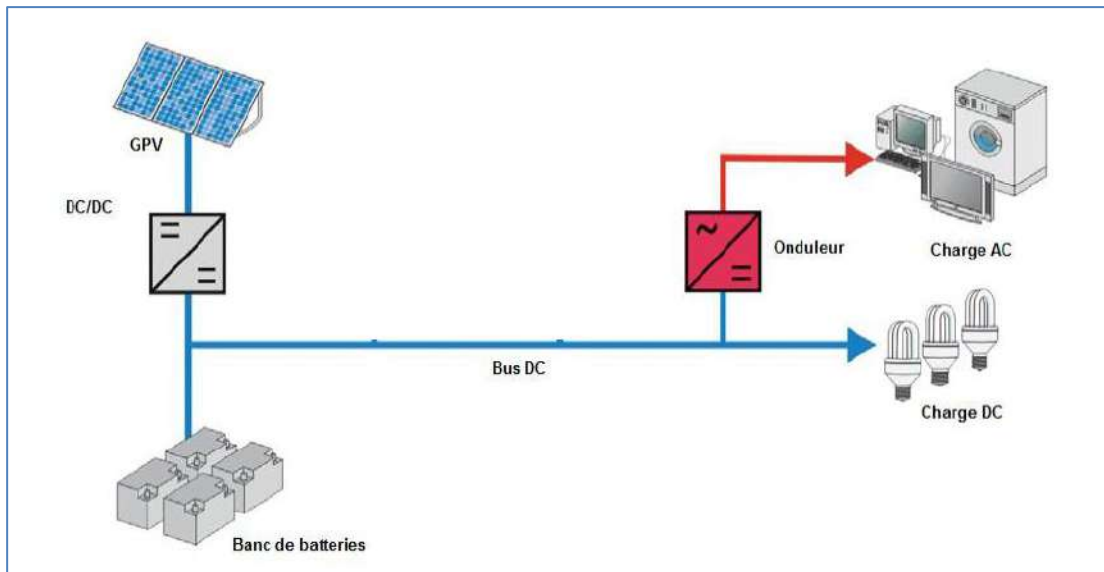 GPV
DC/DC
Onduleur
Charge AC
Bus DC
Charge DC
Banc de batteries